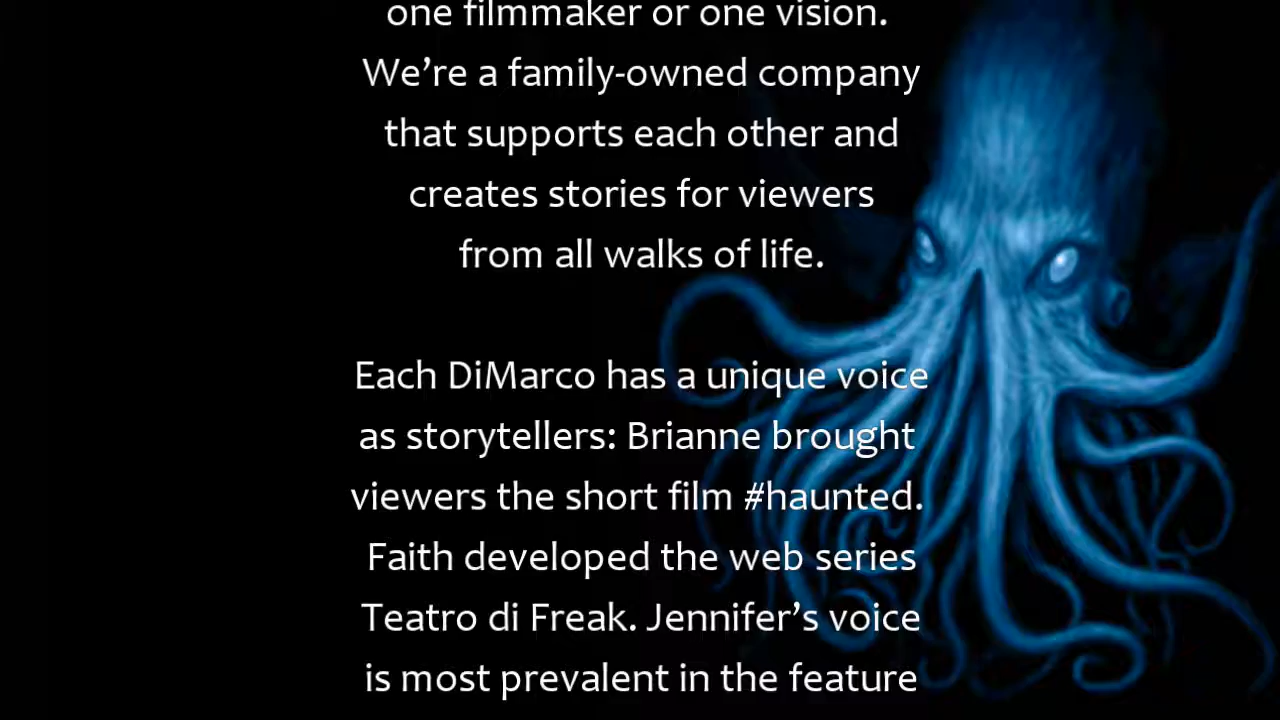 one filmmaker or one vision.
We’re a family-owned company
that supports each other and
creates stories for viewers
from all walks of life.
Each DiMarco has a unique voice
as storytellers: Brianne brought
viewers the short film #haunted.
Faith developed the web series
Teatro di Freak. Jennifer’s voice
is most prevalent in the feature